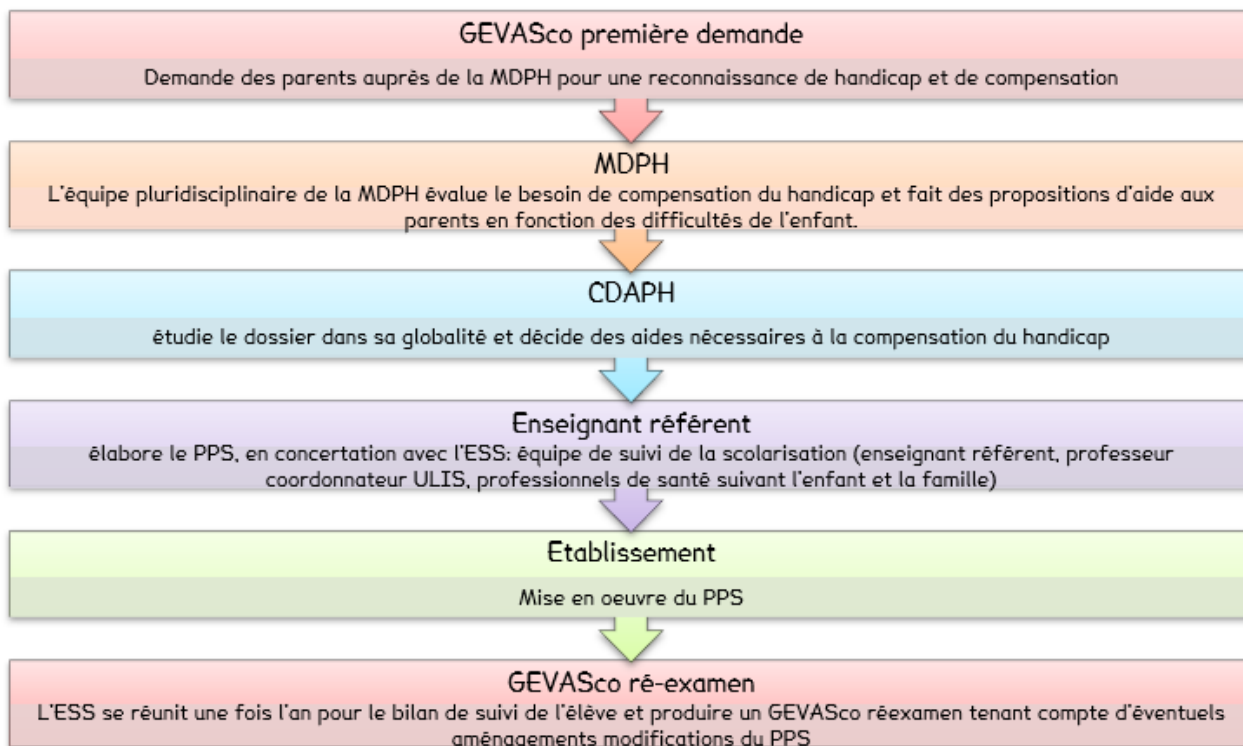 GEVASco première demande
Demande des parents auprès de la MDPH pour une reconnaissance de handicap et de compensation
MDPH
L'équipe pluridisciplinaire de la MDPH évalue le besoin de compensation du handicap et fait des propositions d'aide aux
parents en fonction des difficultés de l'enfant.
CDAPH
étudie le dossier dans sa globalité et décide des aides nécessaires à la compensation du handicap
Enseignant référent
élabore le PPS, en concertation avec l'ESS: équipe de suivi de la scolarisation (enseignant référent, professeur
coordonnateur ULIS, professionnels de santé suivant l'enfant et la famille)
Etablissement
Mise en oeuvre du PPS
GEVASco ré-examen
L'ESS se réunit une fois l'an pour le bilan de suivi de l'élève et produire un GEVASco réexamen tenant compte d'éventuels
aménagements modifications du PPS